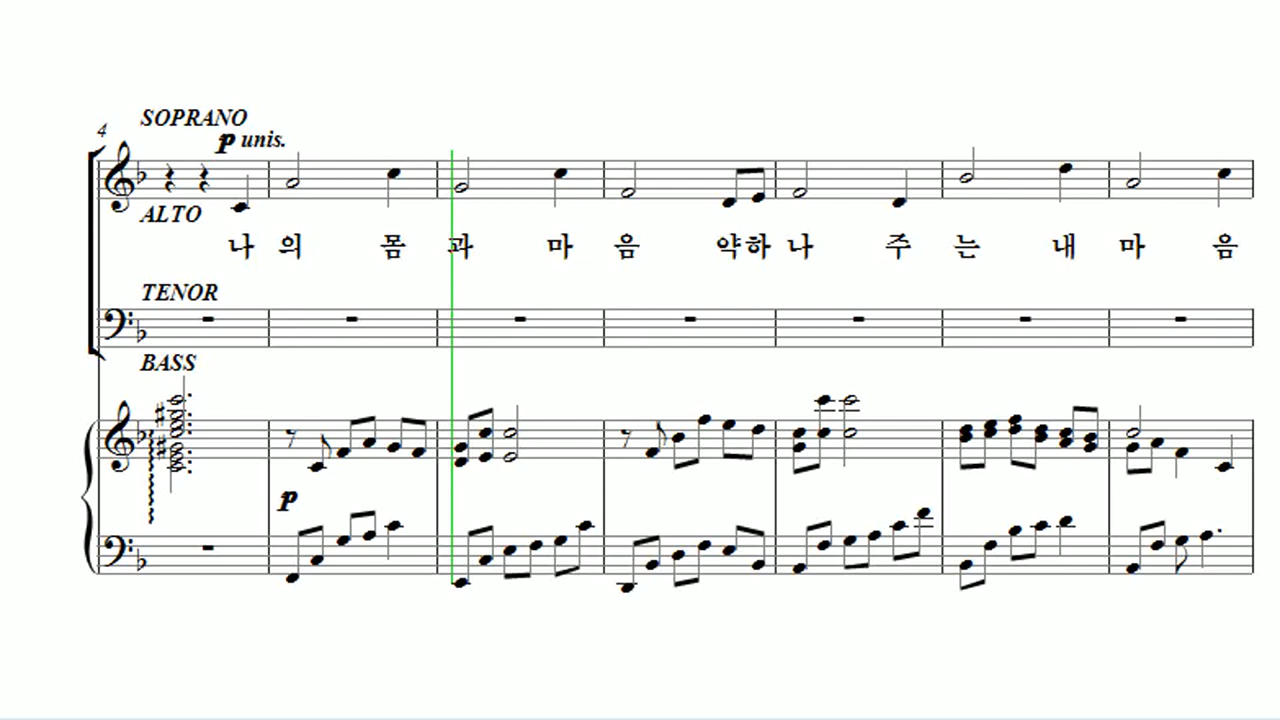 SOPRANO
4
p unis.
ALTO
나 의 몸 과 마 음 약하 나 주 는 내 마 음
TENOR
BASS
p